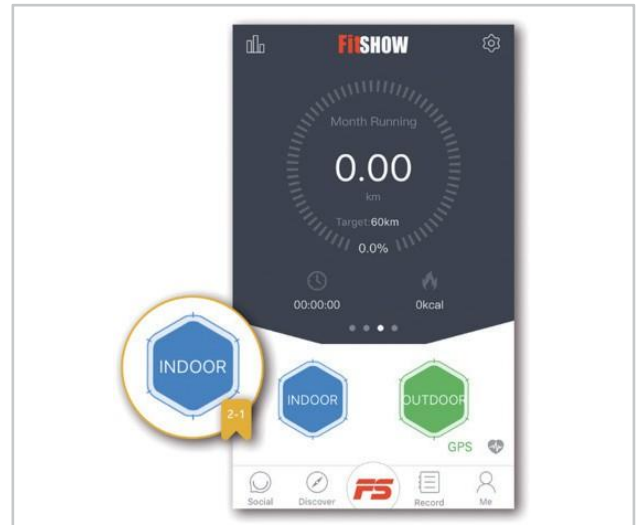 FitSHOW
Month Running
0.00
km
Target:60km
0.0%
00:00:00
0kcal
INDOOR
2-1
INDOOR
OUTDOOR
GPS
FS
Social
Discover
Record
Me